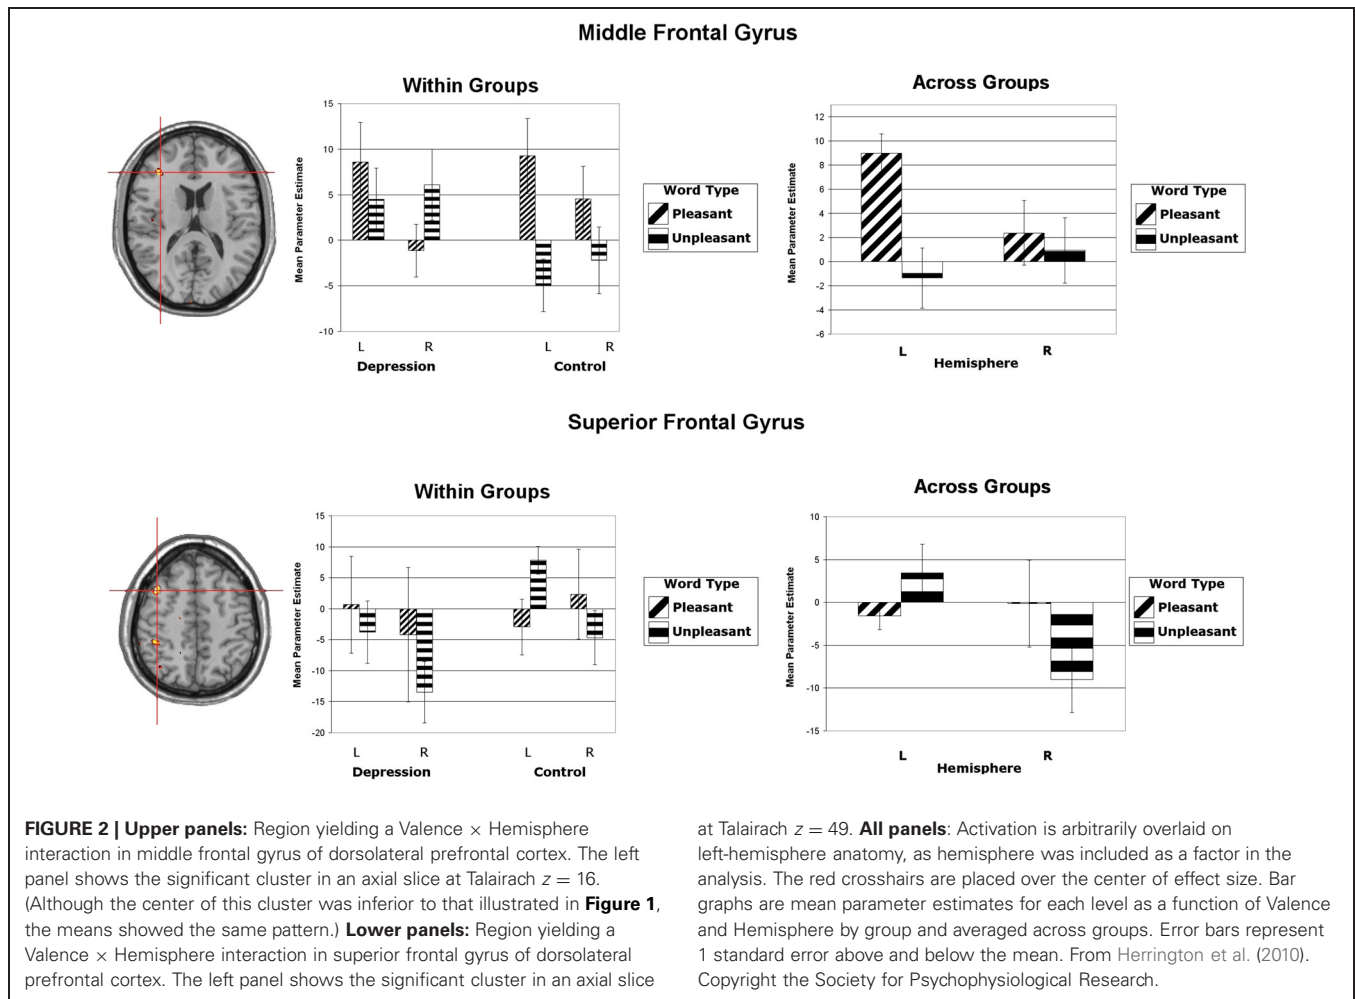 Middle Frontal Gyrus
Within Groups
Mean Parameter Estimate
15
10
5
0
-5
-10
L
R
L
R
Depression
Control
Word Type
Pleasant
Unpleasant
Across Groups
Mean Parameter Estimate
12
10
8
6
4
2
0
-2
-4
-6
L
R
Hemisphere
Word Type
Pleasant
Unpleasant
Superior Frontal Gyrus
Within Groups
Mean Parameter Estimate
15
10
5
0
-5
-10
-15
-20
L
R
L
R
Depression
Control
Word Type
Pleasant
Unpleasant
Across Groups
Mean Parameter Estimate
10
5
0
-5
-10
-15
L
R
Hemisphere
Word Type
Pleasant
Unpleasant
FIGURE 2 | Upper panels: Region yielding a Valence × Hemisphere
interaction in middle frontal gyrus of dorsolateral prefrontal cortex. The left
panel shows the significant cluster in an axial slice at Talairach z = 16.
(Although the center of this cluster was inferior to that illustrated in Figure 1,
the means showed the same pattern.) Lower panels: Region yielding a
Valence × Hemisphere interaction in superior frontal gyrus of dorsolateral
prefrontal cortex. The left panel shows the significant cluster in an axial slice
at Talairach z = 49. All panels: Activation is arbitrarily overlaid on
left-hemisphere anatomy, as hemisphere was included as a factor in the
analysis. The red crosshairs are placed over the center of effect size. Bar
graphs are mean parameter estimates for each level as a function of Valence
and Hemisphere by group and averaged across groups. Error bars represent
1 standard error above and below the mean. From Herrington et al. (2010).
Copyright the Society for Psychophysiological Research.